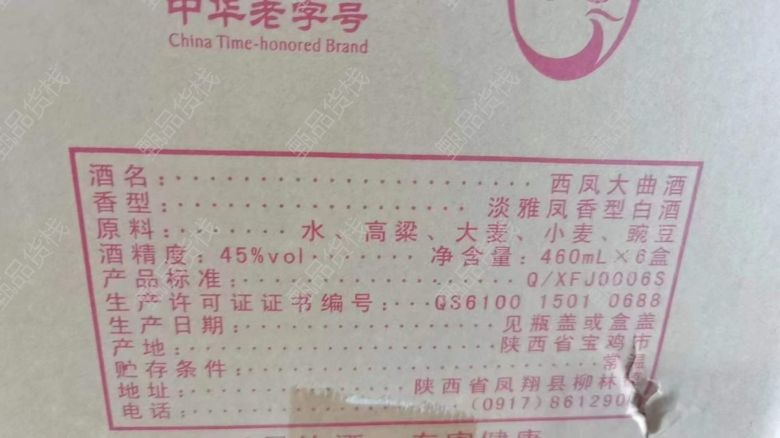 中华老字号
China Time-honored Brand
酒名：西凤大曲酒
香型：淡雅凤香型白酒
原料：水、高粱、大麦、小麦、豌豆
酒精度：45%vol 净含量：460mL×6盒
产品标准：Q/XFJ0006S
生产许可证证书编号：QS6100 1501 0688
生产日期：见瓶盖或盒盖
产地：陕西省宝鸡市
贮存条件：常温
地址：陕西省凤翔县柳林
电话：(0917)8612900
甄品货栈